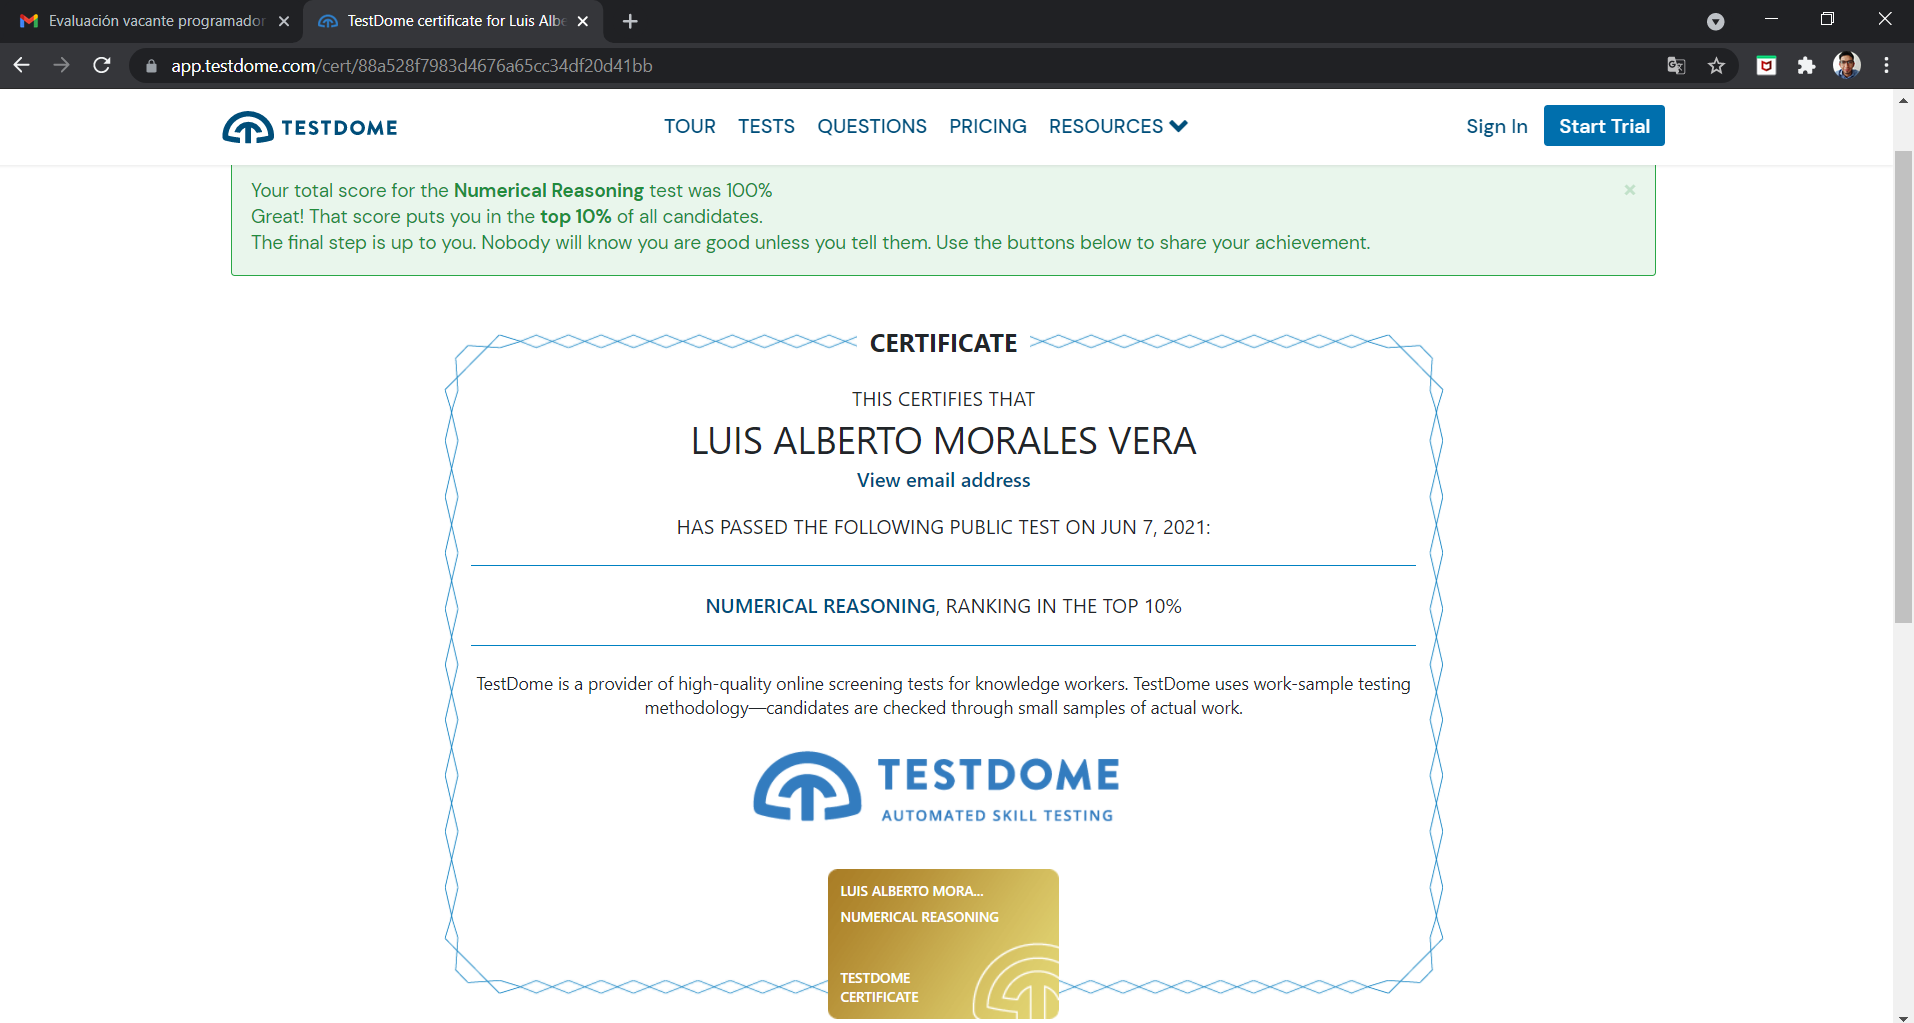 Evaluación vacante programador
TestDome certificate for Luis Albe
app.testdome.com/cert/88a528f7983d4676a65cc34df20d41bb
TESTDOME
TOUR TESTS QUESTIONS PRICING RESOURCES
Sign In
Start Trial
Your total score for the Numerical Reasoning test was 100%
Great! That score puts you in the top 10% of all candidates.
The final step is up to you. Nobody will know you are good unless you tell them. Use the buttons below to share your achievement.
CERTIFICATE
THIS CERTIFIES THAT
LUIS ALBERTO MORALES VERA
View email address
HAS PASSED THE FOLLOWING PUBLIC TEST ON JUN 7, 2021:
NUMERICAL REASONING, RANKING IN THE TOP 10%
TestDome is a provider of high-quality online screening tests for knowledge workers. TestDome uses work-sample testing
methodology—candidates are checked through small samples of actual work.
TESTDOME
AUTOMATED SKILL TESTING
LUIS ALBERTO MORA...
NUMERICAL REASONING
TESTDOME
CERTIFICATE